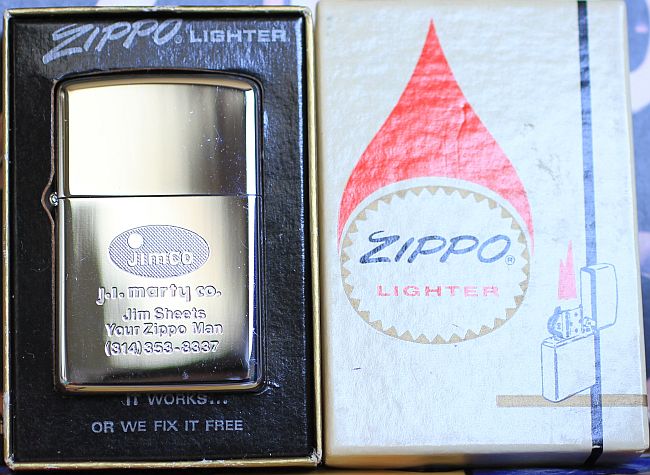 ZIPPO® LIGHTER
JIMCO
j.i. marty co.
Jim Sheets
Your Zippo Man
(314)353-8337
IT WORKS...
OR WE FIX IT FREE
ZIPPO®
LIGHTER